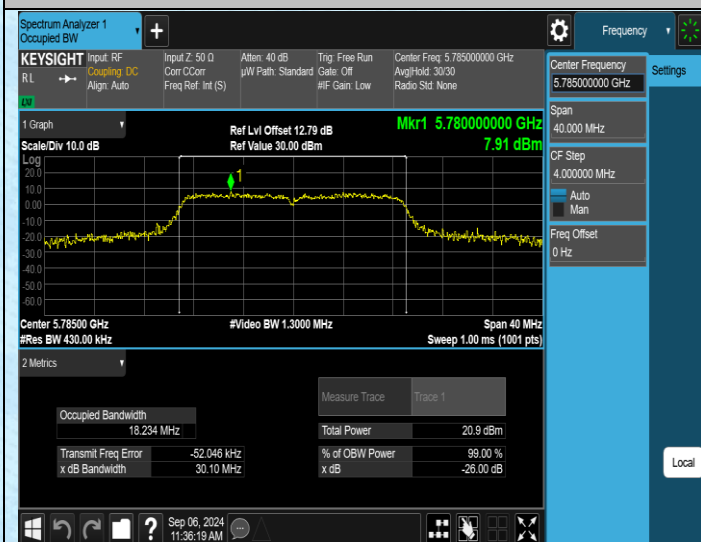 Spectrum Analyzer 1
Occupied BW
Frequency
KEYSIGHT
Input: RF
Coupling: DC
Align: Auto
RL
LXI
Input Z: 50 Ω
Corr CCorr
Freq Ref: Int (S)
Atten: 40 dB
µW Path: Standard
Trig: Free Run
Gate: Off
#IF Gain: Low
Center Freq: 5.785000000 GHz
Avg|Hold: 30/30
Radio Std: None
Center Frequency
5.785000000 GHz
Settings
Span
40.000 MHz
CF Step
4.000000 MHz
Auto
Man
Freq Offset
0 Hz
1 Graph
Scale/Div 10.0 dB
Ref Lvl Offset 12.79 dB
Ref Value 30.00 dBm
Mkr1 5.780000000 GHz
7.91 dBm
Log
20.0
10.0
0.00
-10.0
-20.0
-30.0
-40.0
-50.0
-60.0
1
Center 5.78500 GHz
#Res BW 430.00 kHz
#Video BW 1.3000 MHz
Span 40 MHz
Sweep 1.00 ms (1001 pts)
2 Metrics
Measure Trace
Trace 1
Occupied Bandwidth
18.234 MHz
Total Power
20.9 dBm
Transmit Freq Error
-52.046 kHz
% of OBW Power
99.00 %
x dB Bandwidth
30.10 MHz
x dB
-26.00 dB
Local
?
Sep 06, 2024
11:36:19 AM